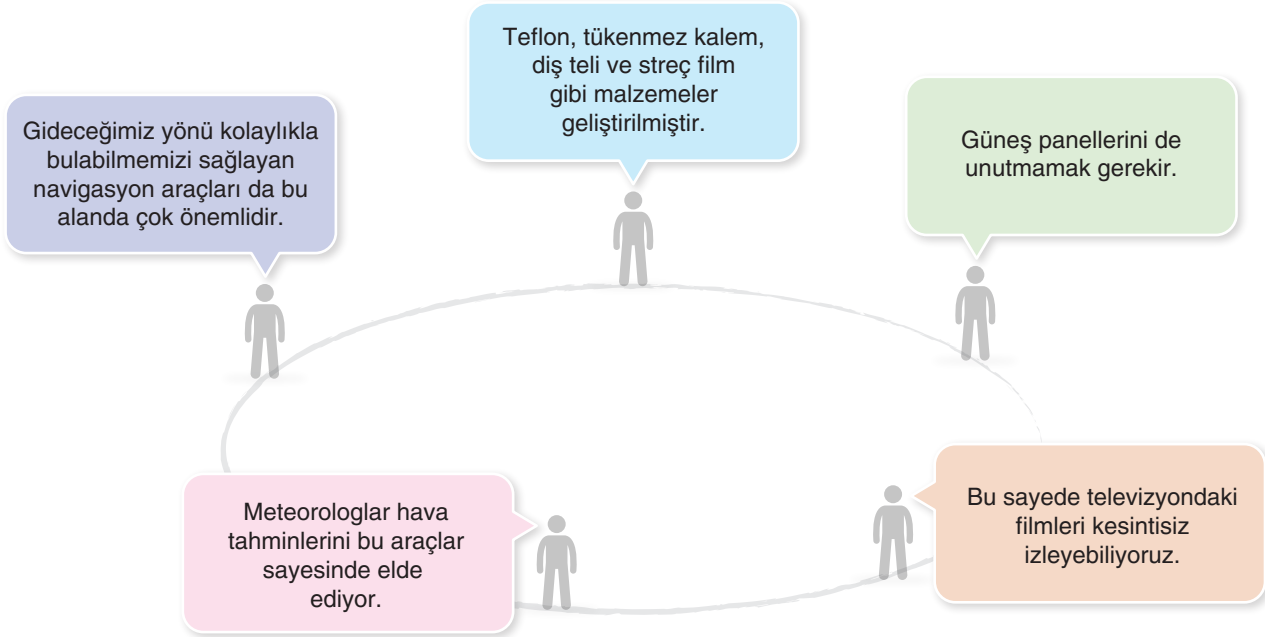 Teflon, tükenmez kalem,
diş teli ve streç film
gibi malzemeler
geliştirilmiştir.
Gideceğimiz yönü kolaylıkla
bulabilmemizi sağlayan
navigasyon araçları da bu
alanda çok önemlidir.
Güneş panellerini de
unutmamak gerekir.
Meteorologlar hava
tahminlerini bu araçlar
sayesinde elde
ediyor.
Bu sayede televizyondaki
filmleri kesintisiz
izleyebiliyoruz.